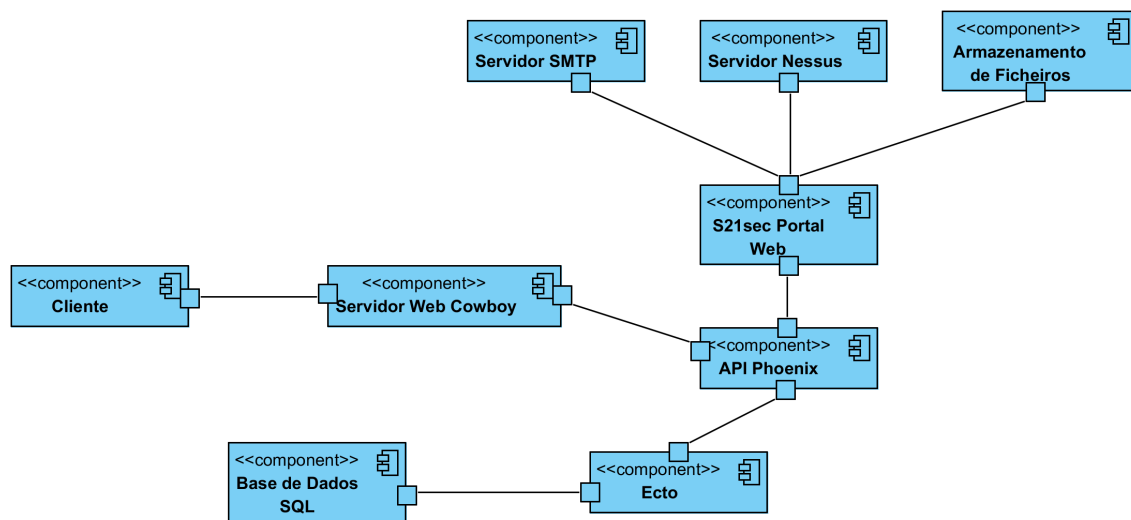 <<component>>
Servidor SMTP
<<component>>
Servidor Nessus
<<component>>
Armazenamento
de Ficheiros
<<component>>
S21sec Portal
Web
<<component>>
Cliente
<<component>>
Servidor Web Cowboy
<<component>>
API Phoenix
<<component>>
Base de Dados
SQL
<<component>>
Ecto